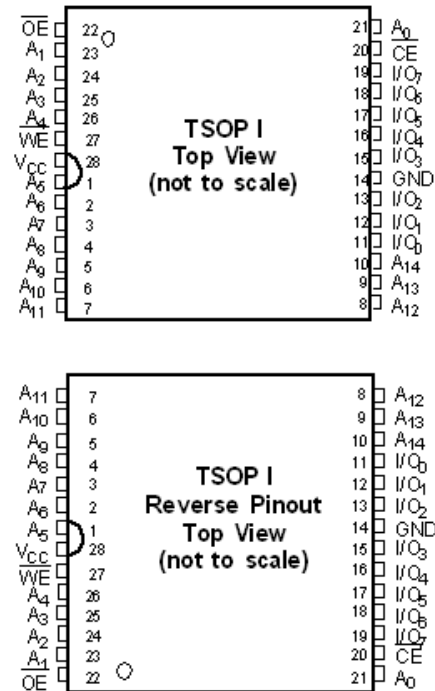 O̅E̅ 22 21 A0
A1 23 20 C̅E̅
A2 24 19 I/O7
A3 25 18 I/O6
A4 26 17 I/O5
W̅E̅ 27 16 I/O4
VCC 28 15 I/O3
A5 1 14 GND
A6 2 13 I/O2
A7 3 12 I/O1
A8 4 11 I/O0
A9 5 10 A14
A10 6 9 A13
A11 7 8 A12
TSOP I
Top View
(not to scale)
A11 7 8 A12
A10 6 9 A13
A9 5 10 A14
A8 4 11 I/O0
A7 3 12 I/O1
A6 2 13 I/O2
A5 1 14 GND
VCC 28 15 I/O3
W̅E̅ 27 16 I/O4
A4 26 17 I/O5
A3 25 18 I/O6
A2 24 19 I/O7
A1 23 20 C̅E̅
O̅E̅ 22 21 A0
TSOP I
Reverse Pinout
Top View
(not to scale)